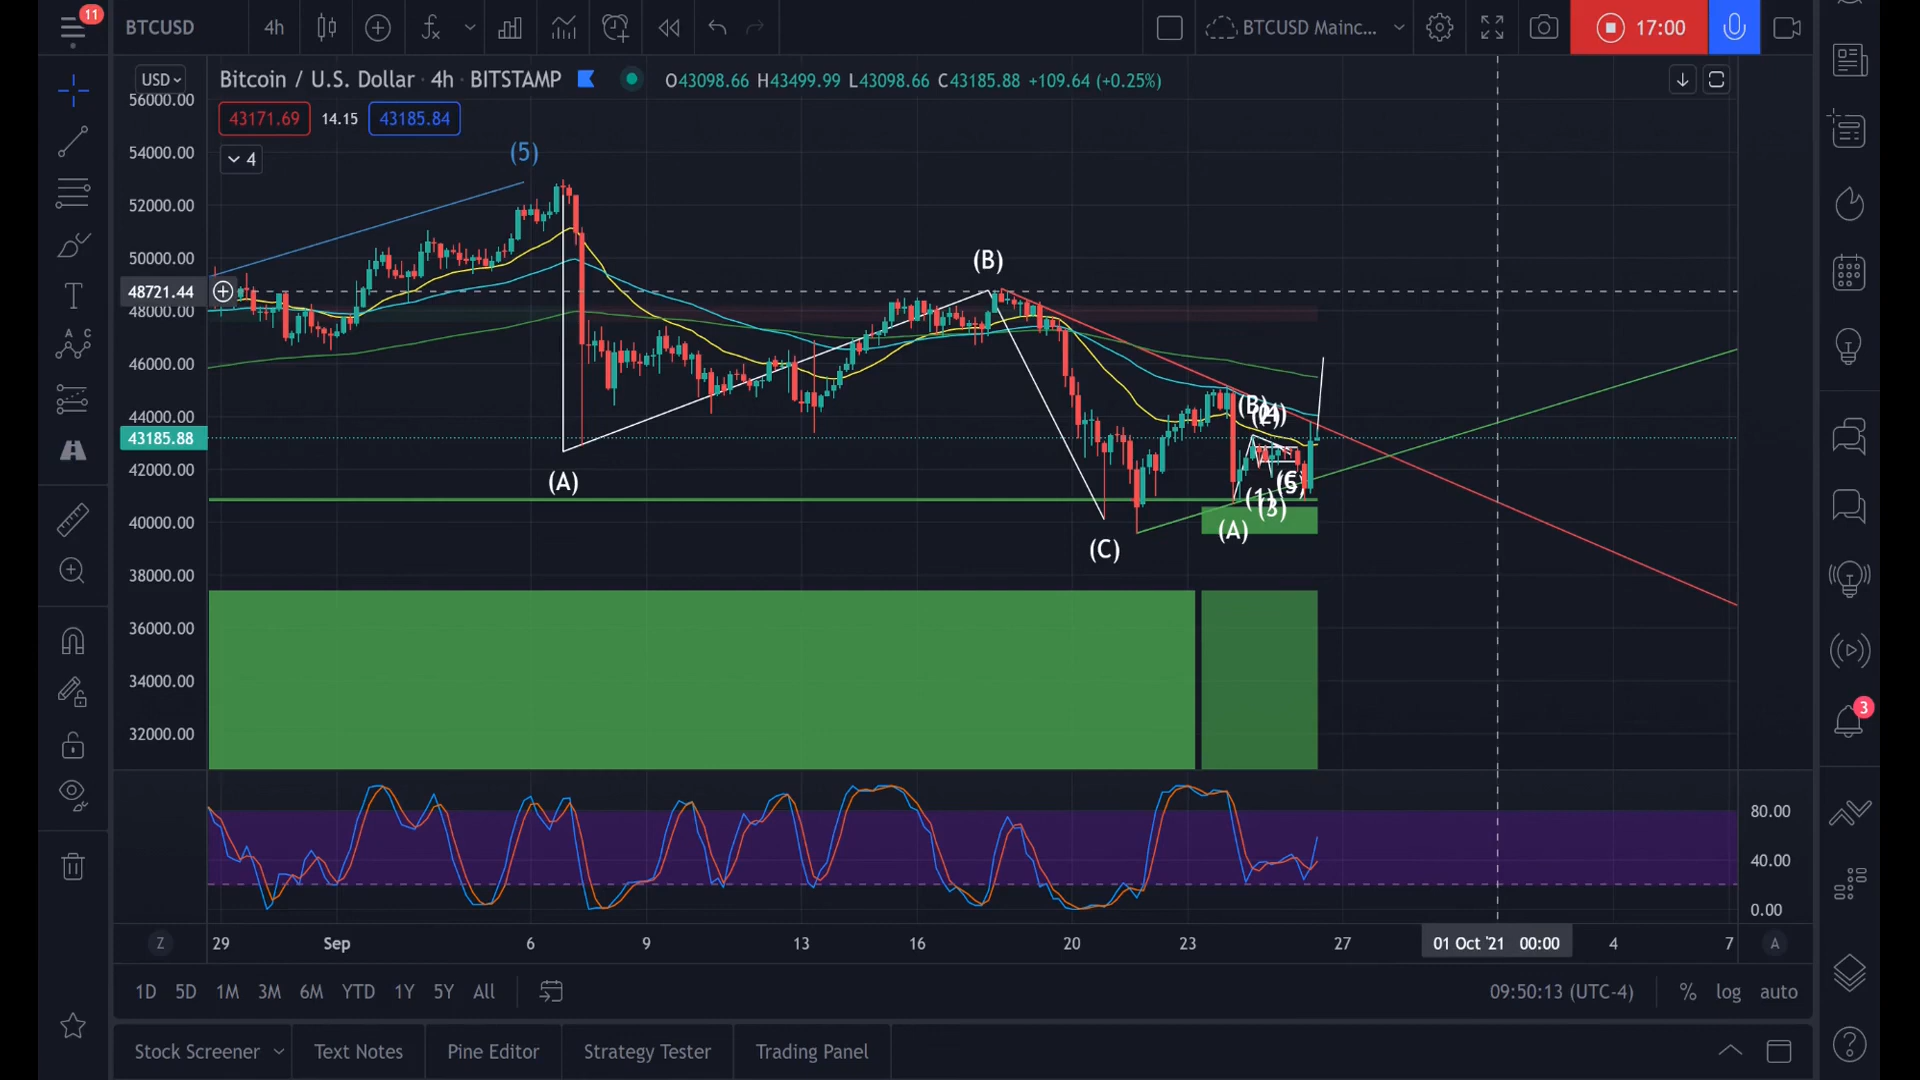 11
BTCUSD
4h
BTCUSD Mainc...
17:00
USD
Bitcoin / U.S. Dollar · 4h · BITSTAMP
O43098.66 H43499.99 L43098.66 C43185.88 +109.64 (+0.25%)
43171.69 14.15 43185.84
4
56000.00
54000.00
52000.00
50000.00
48721.44
48000.00
46000.00
44000.00
43185.88
42000.00
40000.00
38000.00
36000.00
34000.00
32000.00
(5)
(A)
(B)
(C)
(B)
(A)
(1)
(3)
3
80.00
40.00
0.00
Z
29 Sep 6 9 13 16 20 23 27 01 Oct '21 00:00 4 7
A
1D 5D 1M 3M 6M YTD 1Y 5Y All
09:50:13 (UTC-4) % log auto
Stock Screener Text Notes Pine Editor Strategy Tester Trading Panel